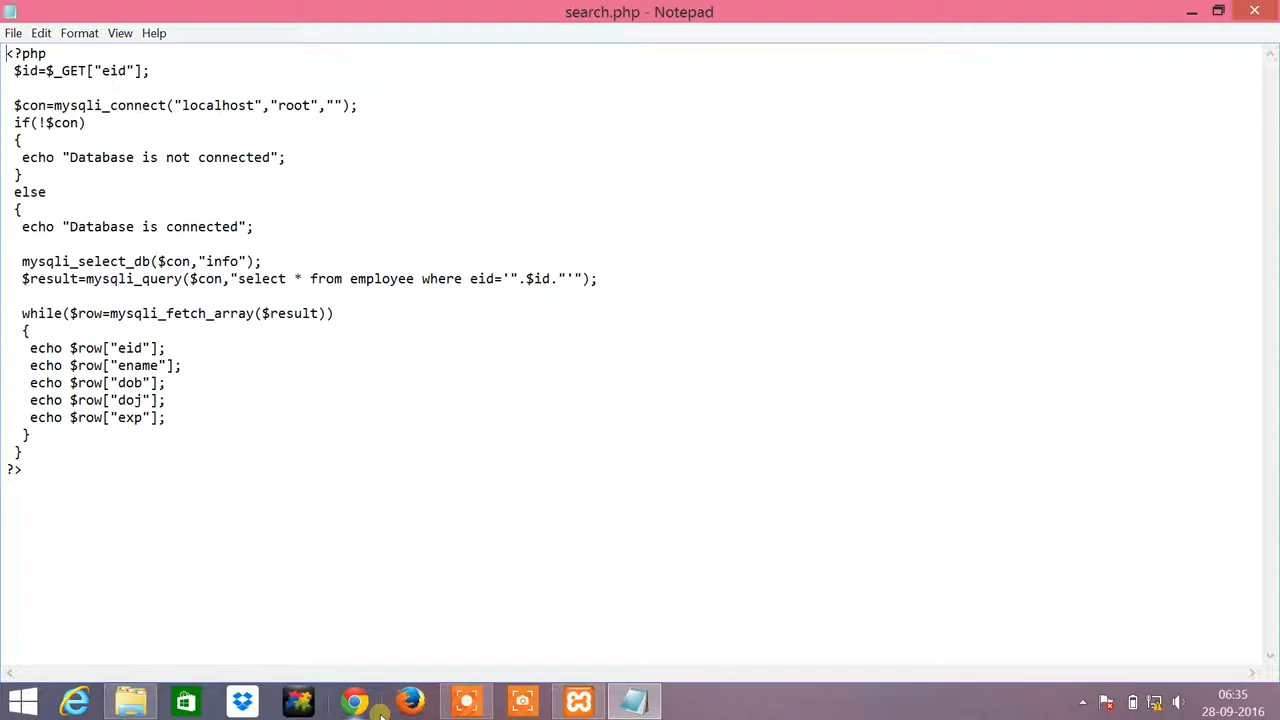 search.php - Notepad
File Edit Format View Help
<?php
$id=$_GET["eid"];
$con=mysqli_connect("localhost","root","");
if(!$con)
{
echo "Database is not connected";
}
else
{
echo "Database is connected";
mysqli_select_db($con,"info");
$result=mysqli_query($con,"select * from employee where eid='".$id."'");
while($row=mysqli_fetch_array($result))
{
echo $row["eid"];
echo $row["ename"];
echo $row["dob"];
echo $row["doj"];
echo $row["exp"];
}
}
?>
06:35
28-09-2016